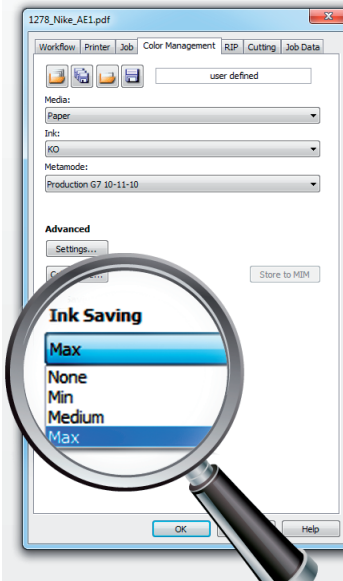 1278_Nike_AE1.pdf
Workflow Printer Job Color Management RIP Cutting Job Data
user defined
Media:
Paper
Ink:
KO
Metamode:
Production G7 10-11-10
Advanced
Settings...
Store to MIM
Ink Saving
Max
None
Min
Medium
Max
OK Help